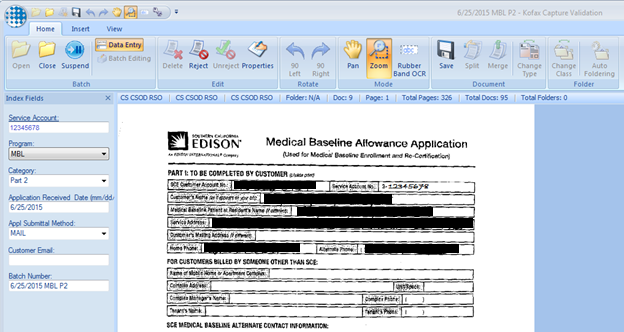 6/25/2015 MBL P2 - Kofax Capture Validation
Home Insert View
Open Close Suspend Data Entry Batch Editing Delete Reject Unreject Properties 90 Left 90 Right Pan Zoom Rubber Band OCR Save Split Merge Change Type Change Class Auto Foldering
Batch Edit Rotate Mode Document Folder
Index Fields
CS CSOD RSO CS CSOD RSO CS CSOD RSO Folder: N/A Doc: 9 Page: 1 Total Pages: 326 Total Docs: 95 Total Folders: 0
Service Account:
12345678
Program:
MBL
Category:
Part 2
Application Received Date (mm/dd/
6/25/2015
Appl Submittal Method:
MAIL
Customer Email:
Batch Number:
6/25/2015 MBL P2
SOUTHERN CALIFORNIA
EDISON
An EDISON INTERNATIONAL Company
Medical Baseline Allowance Application
(Used for Medical Baseline Enrollment and Re-Certification)
PART I: TO BE COMPLETED BY CUSTOMER (please print)
SCE Customer Account No.: Service Account No.: 3-12345678
Customer's Name (as it appears on your bill):
Medical Baseline Patient or Resident's Name (if different):
Service Address:
Customer's Mailing Address (if different):
Home Phone: Alternate Phone: (
FOR CUSTOMERS BILLED BY SOMEONE OTHER THAN SCE:
Name of Mobile Home or Apartment Complex:
Complex Address: Unit/Space:
Complex Manager's Name: Complex Phone: ( )
Tenant's Name: Tenant's Phone: ( )
SCE MEDICAL BASELINE ALTERNATE CONTACT INFORMATION: